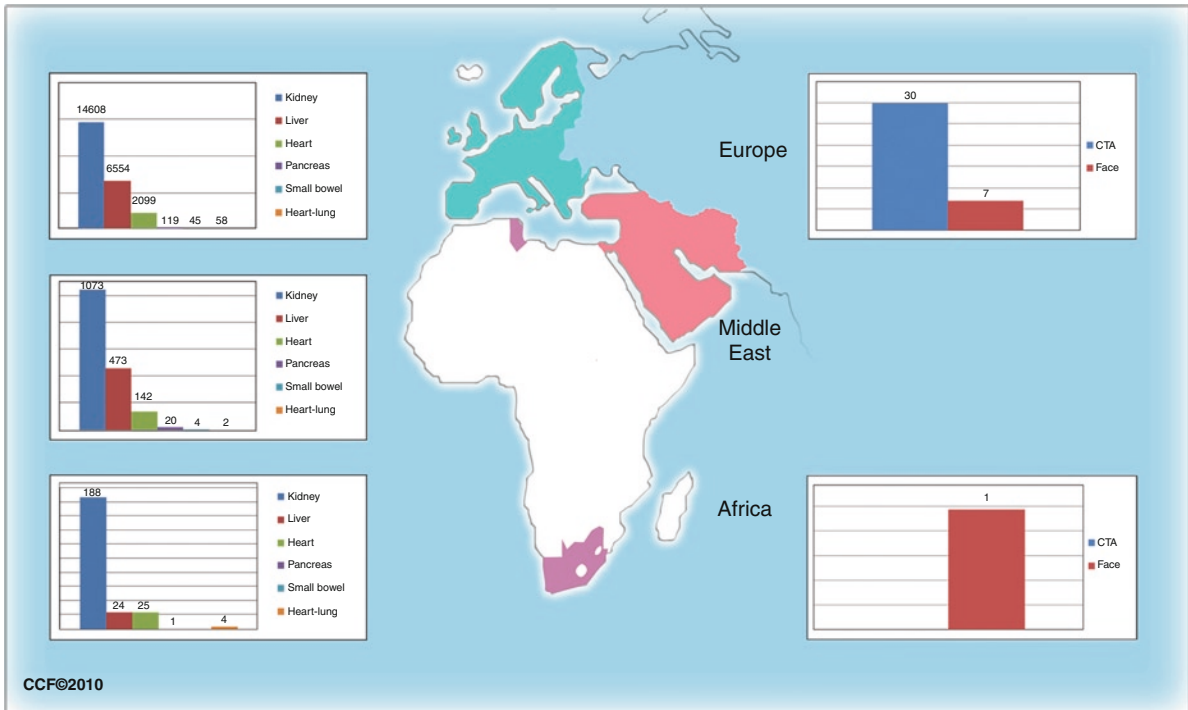 14608
6554
2099
119
45
58
Kidney
Liver
Heart
Pancreas
Small bowel
Heart-lung
30
7
CTA
Face
Europe
1073
473
142
20
4
2
Kidney
Liver
Heart
Pancreas
Small bowel
Heart-lung
Middle
East
188
24
25
1
4
Kidney
Liver
Heart
Pancreas
Small bowel
Heart-lung
Africa
1
CTA
Face
CCF©2010